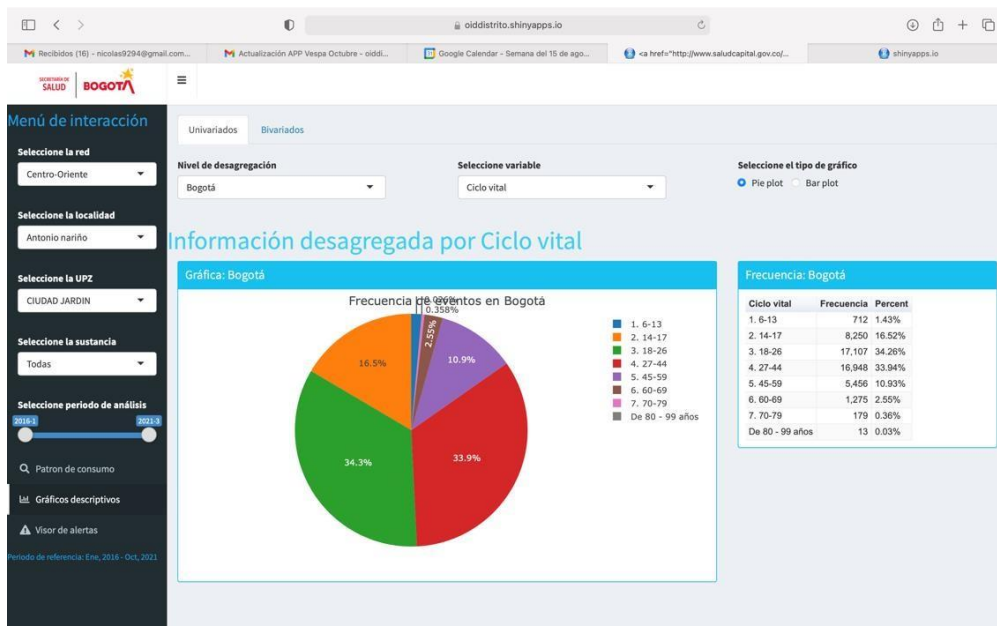 oiddistrito.shinyapps.io
Recibidos (16) - nicolas9294@gmail.com...
Actualización APP Vespa Octubre - oiddi...
Google Calendar - Semana del 15 de ago...
<a href="http://www.saludcapital.gov.co/...
shinyapps.io
SECRETARÍA DE
SALUD
BOGOTÁ
Menú de interacción
Seleccione la red
Centro-Oriente
Seleccione la localidad
Antonio nariño
Seleccione la UPZ
CIUDAD JARDIN
Seleccione la sustancia
Todas
Seleccione periodo de análisis
2016-1
2021-3
Patron de consumo
Gráficos descriptivos
Visor de alertas
Periodo de referencia: Ene, 2016 - Oct, 2021
Univariados
Bivariados
Nivel de desagregación
Bogotá
Seleccione variable
Ciclo vital
Seleccione el tipo de gráfico
Pie plot
Bar plot
Información desagregada por Ciclo vital
Gráfica: Bogotá
Frecuencia de eventos en Bogotá
0.358%
2.55%
10.9%
16.5%
34.3%
33.9%
1. 6-13
2. 14-17
3. 18-26
4. 27-44
5. 45-59
6. 60-69
7. 70-79
De 80 - 99 años
Frecuencia: Bogotá
Ciclo vital Frecuencia Percent
1. 6-13 712 1.43%
2. 14-17 8,250 16.52%
3. 18-26 17,107 34.26%
4. 27-44 16,948 33.94%
5. 45-59 5,456 10.93%
6. 60-69 1,275 2.55%
7. 70-79 179 0.36%
De 80 - 99 años 13 0.03%